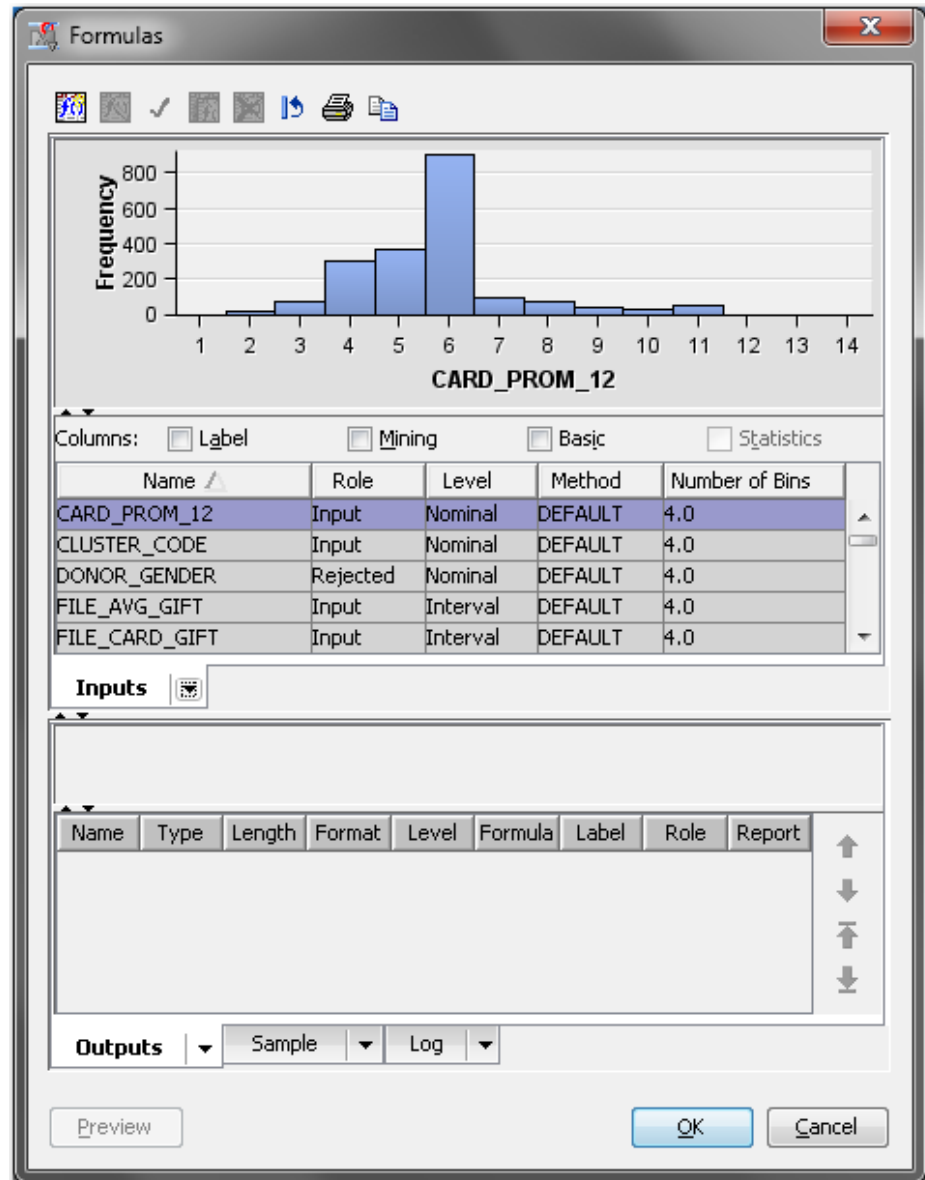 Formulas
Frequency
800
600
400
200
0
1 2 3 4 5 6 7 8 9 10 11 12 13 14
CARD_PROM_12
Columns: Label Mining Basic Statistics
Name Role Level Method Number of Bins
CARD_PROM_12 Input Nominal DEFAULT 4.0
CLUSTER_CODE Input Nominal DEFAULT 4.0
DONOR_GENDER Rejected Nominal DEFAULT 4.0
FILE_AVG_GIFT Input Interval DEFAULT 4.0
FILE_CARD_GIFT Input Interval DEFAULT 4.0
Inputs
Name Type Length Format Level Formula Label Role Report
Outputs Sample Log
Preview OK Cancel